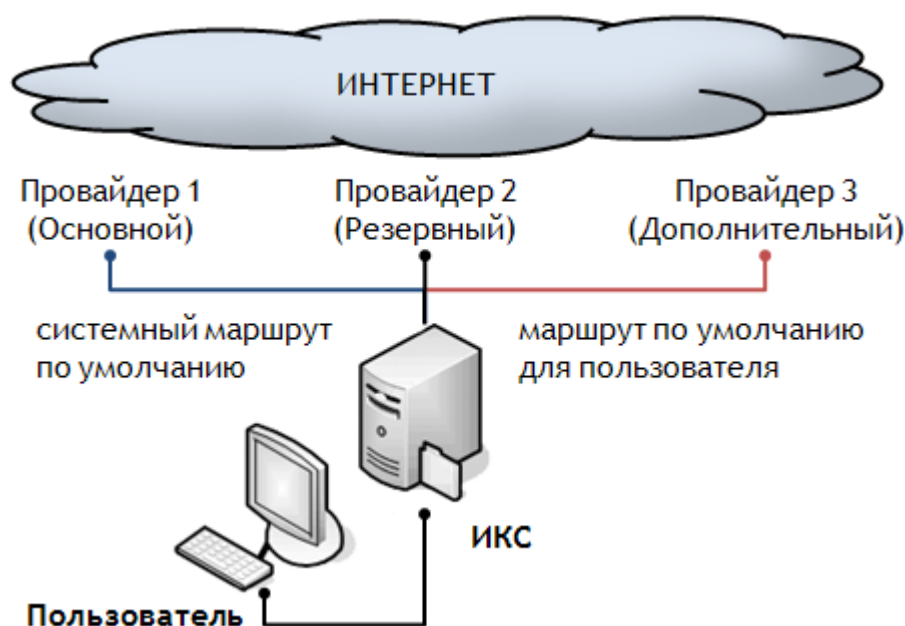 ИНТЕРНЕТ
Провайдер 1
(Основной)
Провайдер 2
(Резервный)
Провайдер 3
(Дополнительный)
системный маршрут
по умолчанию
маршрут по умолчанию
для пользователя
ИКС
Пользователь